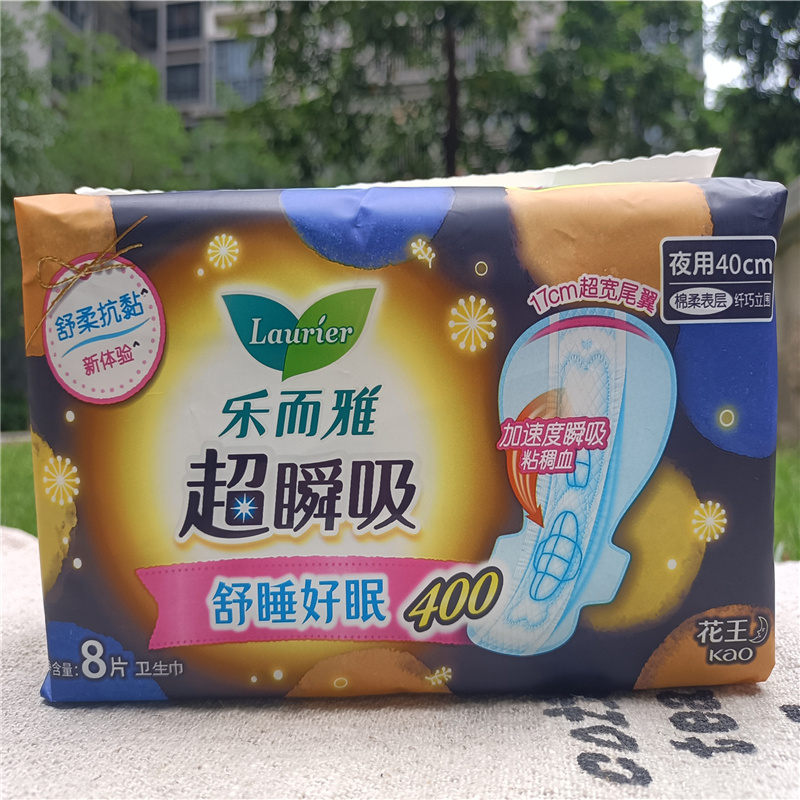 夜用40cm
棉柔表层 纤巧立围
17cm超宽尾翼
舒柔抗黏
新体验
Laurier
乐而雅
超瞬吸
加速度瞬吸
粘稠血
舒睡好眠 400
花王
Kao
含量:8片 卫生巾